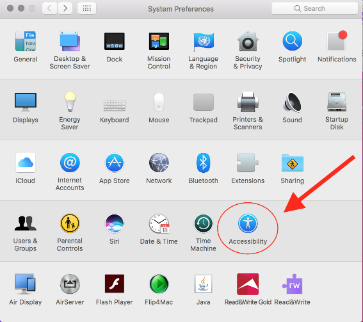 System Preferences
Search
General
Desktop & Screen Saver
Dock
Mission Control
Language & Region
Security & Privacy
Spotlight
Notifications
Displays
Energy Saver
Keyboard
Mouse
Trackpad
Printers & Scanners
Sound
Startup Disk
iCloud
Internet Accounts
App Store
Network
Bluetooth
Extensions
Sharing
Users & Groups
Parental Controls
Siri
Date & Time
Time Machine
Accessibility
Air Display
AirServer
Flash Player
Flip4Mac
Java
Read&Write Gold
Read&Write